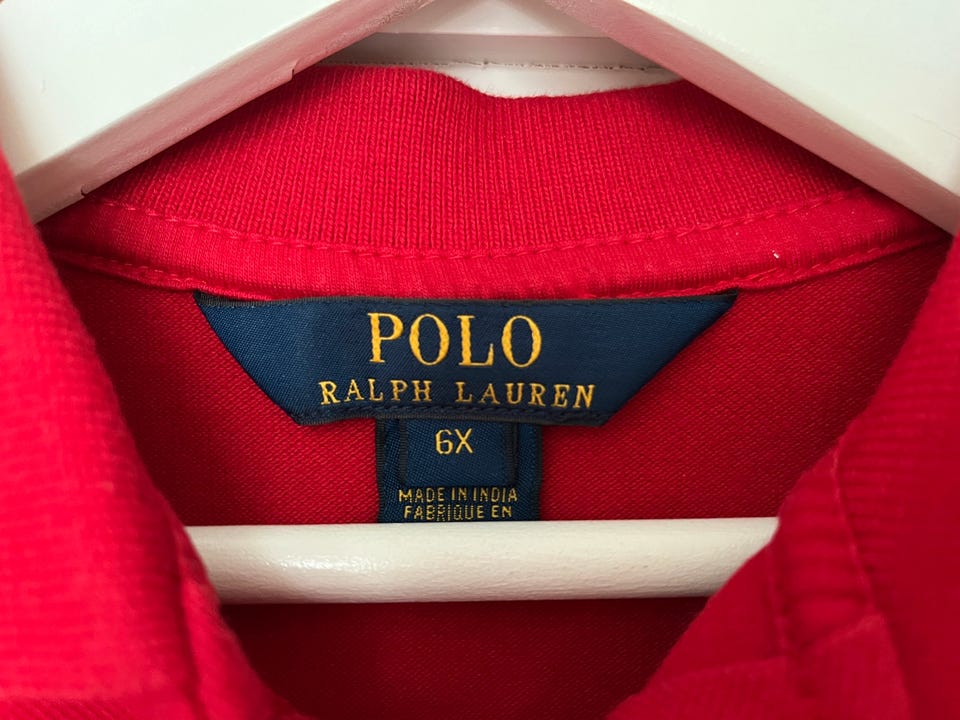 POLO
RALPH LAUREN
6X
MADE IN INDIA
FABRIQUE EN